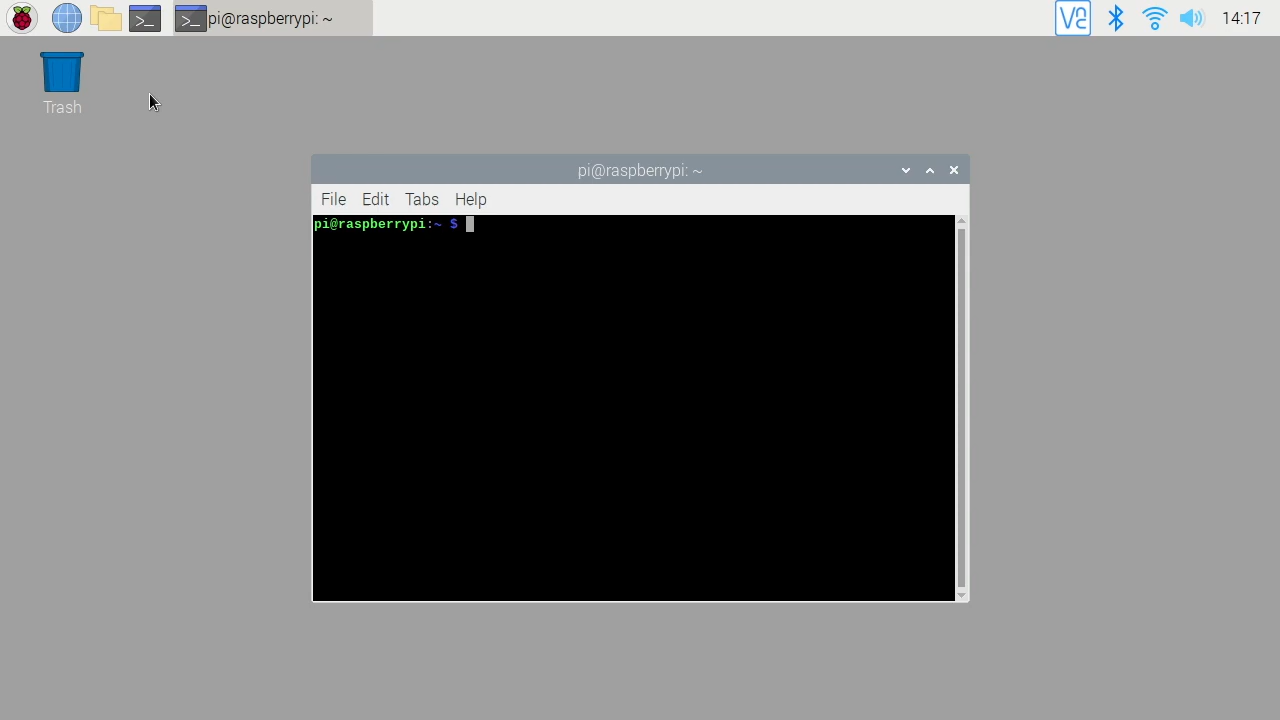 pi@raspberrypi: ~
14:17
Trash
pi@raspberrypi: ~
File Edit Tabs Help
pi@raspberrypi:~ $